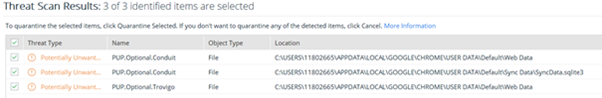 Threat Scan Results: 3 of 3 identified items are selected
To quarantine the selected items, click Quarantine Selected. If you don't want to quarantine any of the detected items, click Cancel. More Information
Threat Type Name Object Type Location
Potentially Unwant... PUP.Optional.Conduit File C:\USERS\11802665\APPDATA\LOCAL\GOOGLE\CHROME\USER DATA\Default\Web Data
Potentially Unwant... PUP.Optional.Conduit File C:\USERS\11802665\APPDATA\LOCAL\GOOGLE\CHROME\USER DATA\Default\Sync Data\SyncData.sqlite3
Potentially Unwant... PUP.Optional.Trovigo File C:\USERS\11802665\APPDATA\LOCAL\GOOGLE\CHROME\USER DATA\Default\Web Data